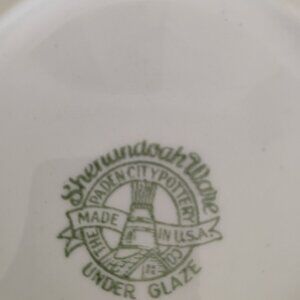 Shenandoah Ware
THE PADEN CITY POTTERY CO.
MADE IN U.S.A.
UNDER GLAZE